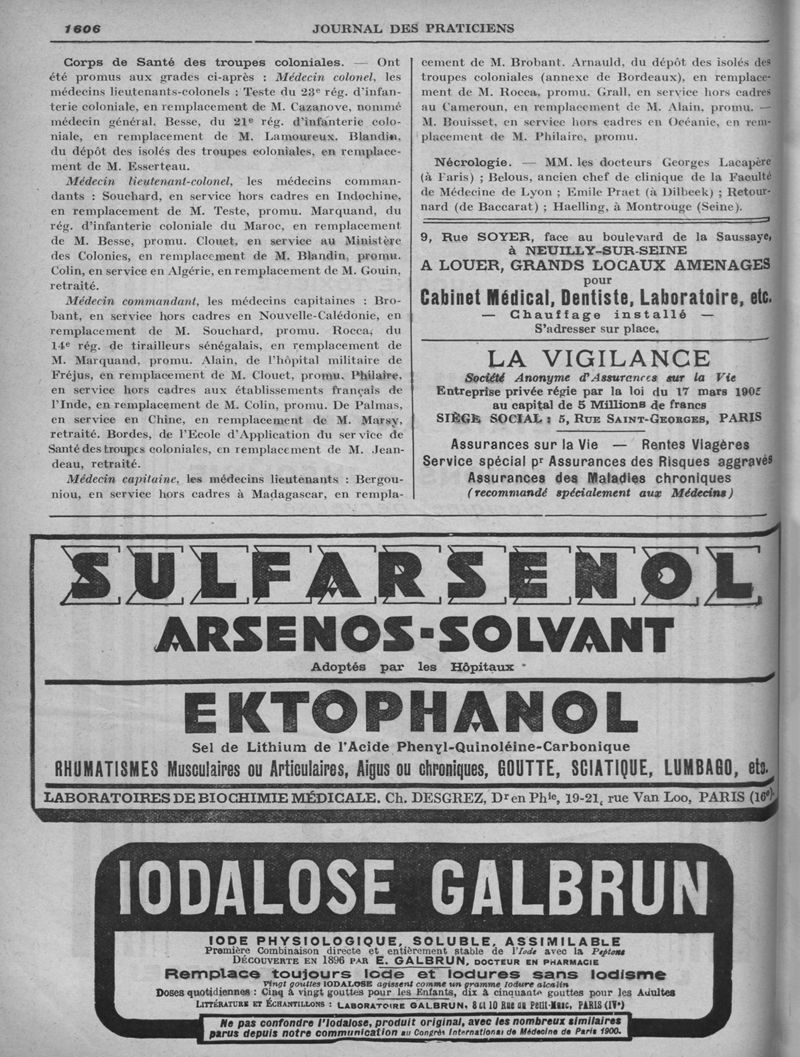 1606
JOURNAL DES PRATICIENS
Corps de Santé des troupes coloniales. — Ont
été promus aux grades ci-après : Médecin colonel, les
médecins lieutenants-colonels : Teste du 23e rég. d'infan-
terie coloniale, en remplacement de M. Cazanove, nommé
médecin général. Besse, du 21e rég. d'infanterie colo-
niale, en remplacement de M. Lamoureux. Blandin,
du dépôt des isolés des troupes coloniales, en remplace-
ment de M. Esserteau.
Médecin lieutenant-colonel, les médecins comman-
dants : Souchard, en service hors cadres en Indochine,
en remplacement de M. Teste, promu. Marquand, du
rég. d'infanterie coloniale du Maroc, en remplacement
de M. Besse, promu. Clouet, en service au Ministère
des Colonies, en remplacement de M. Blandin, promu.
Colin, en service en Algérie, en remplacement de M. Gouin,
retraité.
Médecin commandant, les médecins capitaines : Bro-
bant, en service hors cadres en Nouvelle-Calédonie, en
remplacement de M. Souchard, promu. Rocca, du
14e rég. de tirailleurs sénégalais, en remplacement de
M. Marquand, promu. Alain, de l'hôpital militaire de
Fréjus, en remplacement de M. Clouet, promu. Philaire,
en service hors cadres aux établissements français de
l'Inde, en remplacement de M. Colin, promu. De Palmas,
en service en Chine, en remplacement de M. Marsy,
retraité. Bordes, de l'Ecole d'Application du service de
Santé des troupes coloniales, en remplacement de M. Jean-
deau, retraité.
Médecin capitaine, les médecins lieutenants : Bergou-
niou, en service hors cadres à Madagascar, en rempla-
cement de M. Brobant. Arnauld, du dépôt des isolés des
troupes coloniales (annexe de Bordeaux), en remplace-
ment de M. Rocca, promu. Grall, en service hors cadres
au Cameroun, en remplacement de M. Alain, promu. —
M. Bouisset, en service hors cadres en Océanie, en rem-
placement de M. Philaire, promu.
Nécrologie. — MM. les docteurs Georges Lacapère
(à Paris) ; Belous, ancien chef de clinique de la Faculté
de Médecine de Lyon ; Emile Praet (à Dilbeek) ; Retour-
nard (de Baccarat) ; Haelling, à Montrouge (Seine).
9, Rue SOYER, face au boulevard de la Saussaye,
à NEUILLY-SUR-SEINE
A LOUER, GRANDS LOCAUX AMENAGES
pour
Cabinet Médical, Dentiste, Laboratoire, etc.
— Chauffage installé —
S'adresser sur place.
LA VIGILANCE
Société Anonyme d'Assurances sur la Vie
Entreprise privée régie par la loi du 17 mars 1905
au capital de 5 Millions de francs
SIÈGE SOCIAL : 5, RUE SAINT-GEORGES, PARIS
Assurances sur la Vie — Rentes Viagères
Service spécial pr Assurances des Risques aggravés
Assurances des Maladies chroniques
(recommandé spécialement aux Médecins)
SULFARSENOL
ARSENOS-SOLVANT
Adoptés par les Hôpitaux
EKTOPHANOL
Sel de Lithium de l'Acide Phenyl-Quinoléine-Carbonique
RHUMATISMES Musculaires ou Articulaires, Aigus ou chroniques, GOUTTE, SCIATIQUE, LUMBAGO, etc.
LABORATOIRES DE BIOCHIMIE MÉDICALE. Ch. DESGREZ, Dr en Phie, 19-21, rue Van Loo, PARIS (16e)
IODALOSE GALBRUN
IODE PHYSIOLOGIQUE, SOLUBLE, ASSIMILABLE
Première Combinaison directe et entièrement stable de l'Iode avec la Peptone
DÉCOUVERTE EN 1896 PAR E. GALBRUN, DOCTEUR EN PHARMACIE
Remplace toujours Iode et Iodures sans Iodisme
Vingt gouttes IODALOSE agissent comme un gramme Iodure alcalin
Doses quotidiennes : Cinq à vingt gouttes pour les Enfants, dix à cinquante gouttes pour les Adultes
LITTÉRATURE ET ÉCHANTILLONS : LABORATOIRE GALBRUN, 8 et 10 Rue du Petit-Musc, PARIS (IVe)
Ne pas confondre l'Iodalose, produit original, avec les nombreux similaires
parus depuis notre communication au Congrès International de Médecine de Paris 1900.